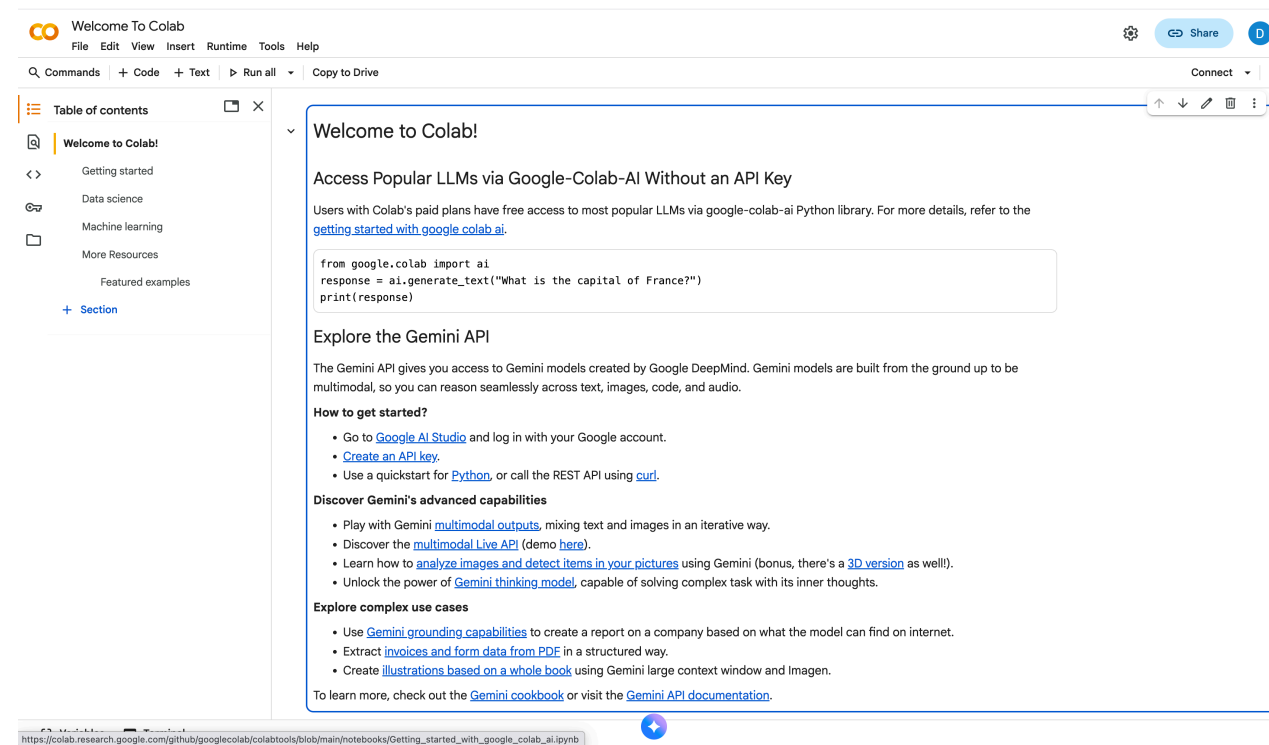 Welcome To Colab
File Edit View Insert Runtime Tools Help
Share
D
Commands + Code + Text Run all Copy to Drive
Connect
Table of contents
Welcome to Colab!
Getting started
Data science
Machine learning
More Resources
Featured examples
+ Section
Welcome to Colab!
Access Popular LLMs via Google-Colab-AI Without an API Key
Users with Colab's paid plans have free access to most popular LLMs via google-colab-ai Python library. For more details, refer to the
getting started with google colab ai.
from google.colab import ai
response = ai.generate_text("What is the capital of France?")
print(response)
Explore the Gemini API
The Gemini API gives you access to Gemini models created by Google DeepMind. Gemini models are built from the ground up to be
multimodal, so you can reason seamlessly across text, images, code, and audio.
How to get started?
• Go to Google AI Studio and log in with your Google account.
• Create an API key.
• Use a quickstart for Python, or call the REST API using curl.
Discover Gemini's advanced capabilities
• Play with Gemini multimodal outputs, mixing text and images in an iterative way.
• Discover the multimodal Live API (demo here).
• Learn how to analyze images and detect items in your pictures using Gemini (bonus, there's a 3D version as well!).
• Unlock the power of Gemini thinking model, capable of solving complex task with its inner thoughts.
Explore complex use cases
• Use Gemini grounding capabilities to create a report on a company based on what the model can find on internet.
• Extract invoices and form data from PDF in a structured way.
• Create illustrations based on a whole book using Gemini large context window and Imagen.
To learn more, check out the Gemini cookbook or visit the Gemini API documentation.
Variables Terminal
https://colab.research.google.com/github/googlecolab/colabtools/blob/main/notebooks/Getting_started_with_google_colab_ai.ipynb